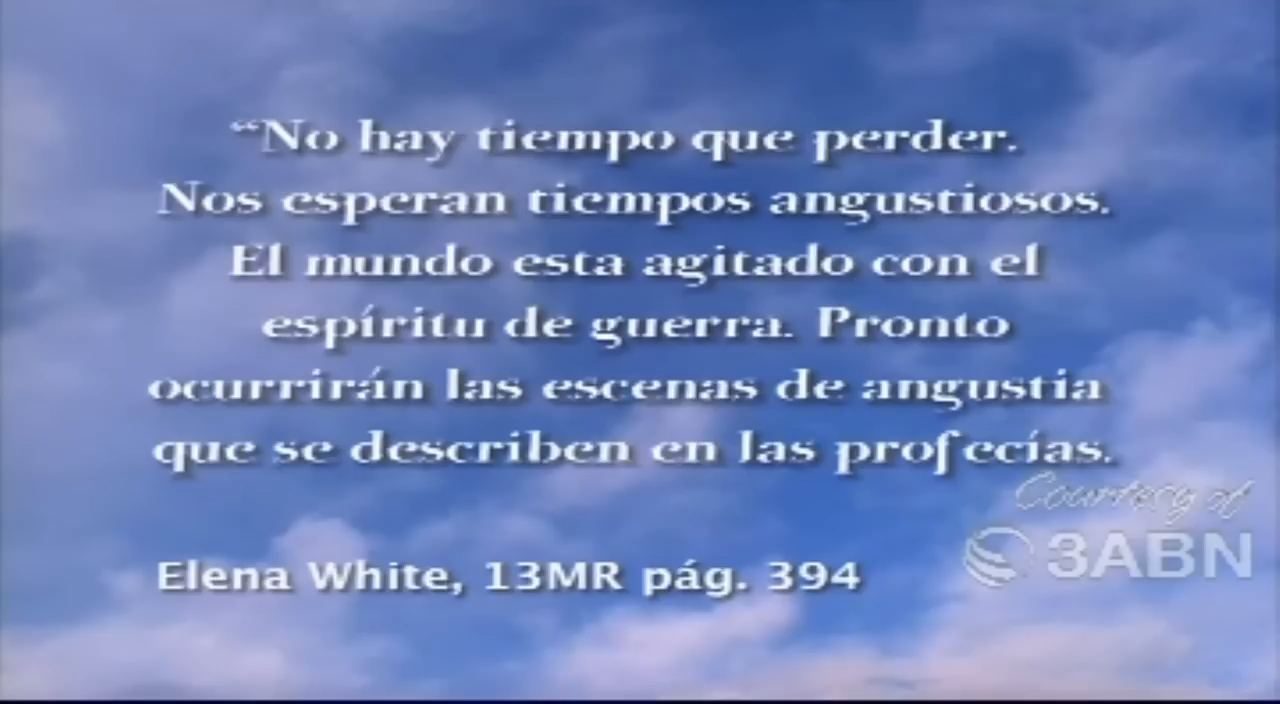 “No hay tiempo que perder.
Nos esperan tiempos angustiosos.
El mundo esta agitado con el
espíritu de guerra. Pronto
ocurrirán las escenas de angustia
que se describen en las profecías.
Courtesy of
3ABN
Elena White, 13MR pág. 394